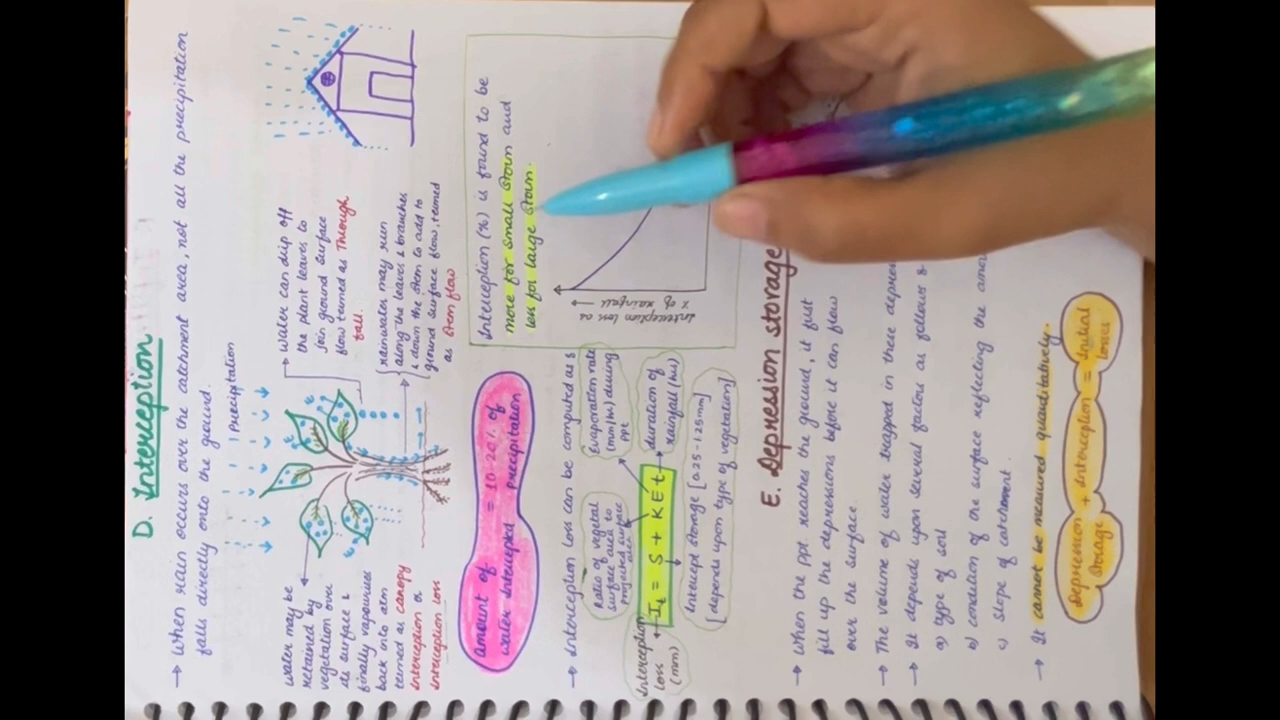 D. Interception
→ When rain occurs over the catchment area, not all the precipitation
falls directly onto the ground.
Precipitation
water may be
retained by
vegetation over
its surface &
finally vapouries
back into atm
termed as canopy
interception or
interception loss
→ Water can drip off
the plant leaves to
join ground surface
flow termed as Through
fall.
rainwater may run
along the leaves & branches
& down the stem to add to
ground surface flow, termed
as stem flow
amount of = 10-20% of
water intercepted precipitation
→ Interception loss can be computed as
Ratio of vegetal
surface area to
Projected surface
area
Evaporation rate
(mm/hr) during
ppt
Iₜ = S + K E t
duration of
rainfall (hrs)
Interception
loss
(mm)
Intercept storage [0.25-1.25mm]
[depends upon type of vegetation]
Interception (%) is found to be
more for small storm and
less for large storm.
Interception loss as
% of rainfall →
E. Depression storage
→ When the ppt. reaches the ground, it just
fill up the depressions before it can flow
over the surface
→ The volume of water trapped in these
→ It depends upon several factors as follows
a) type of soil
b) condition of the surface reflecting the
c) slope of catchment.
→ It cannot be measured quantitatively.
Depression + Interception = Initial
Storage losses